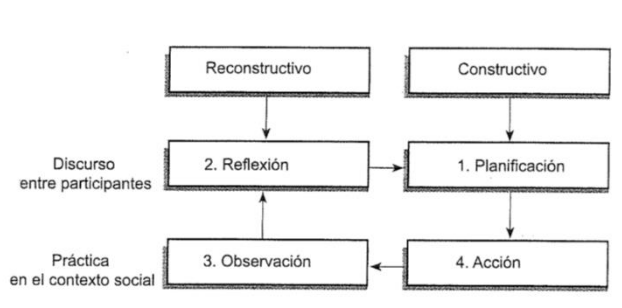 Reconstructivo
Constructivo
Discurso
entre participantes
2. Reflexión
1. Planificación
Práctica
en el contexto social
3. Observación
4. Acción